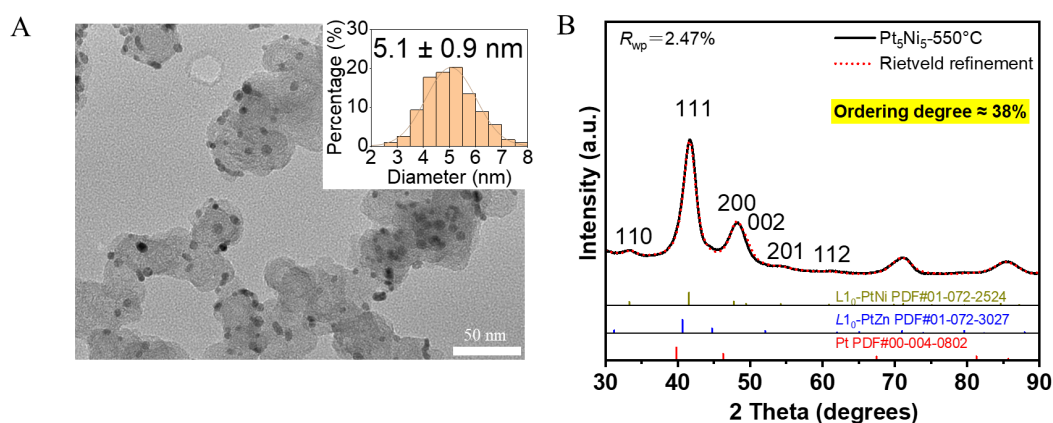 A
Percentage (%)
30
20
10
0
5.1 ± 0.9 nm
2 3 4 5 6 7 8
Diameter (nm)
50 nm
B
Rwp=2.47%
Pt5Ni5-550°C
Rietveld refinement
Ordering degree ≈ 38%
Intensity (a.u.)
111
200
002
110
201
112
L10-PtNi PDF#01-072-2524
L10-PtZn PDF#01-072-3027
Pt PDF#00-004-0802
30 40 50 60 70 80 90
2 Theta (degrees)